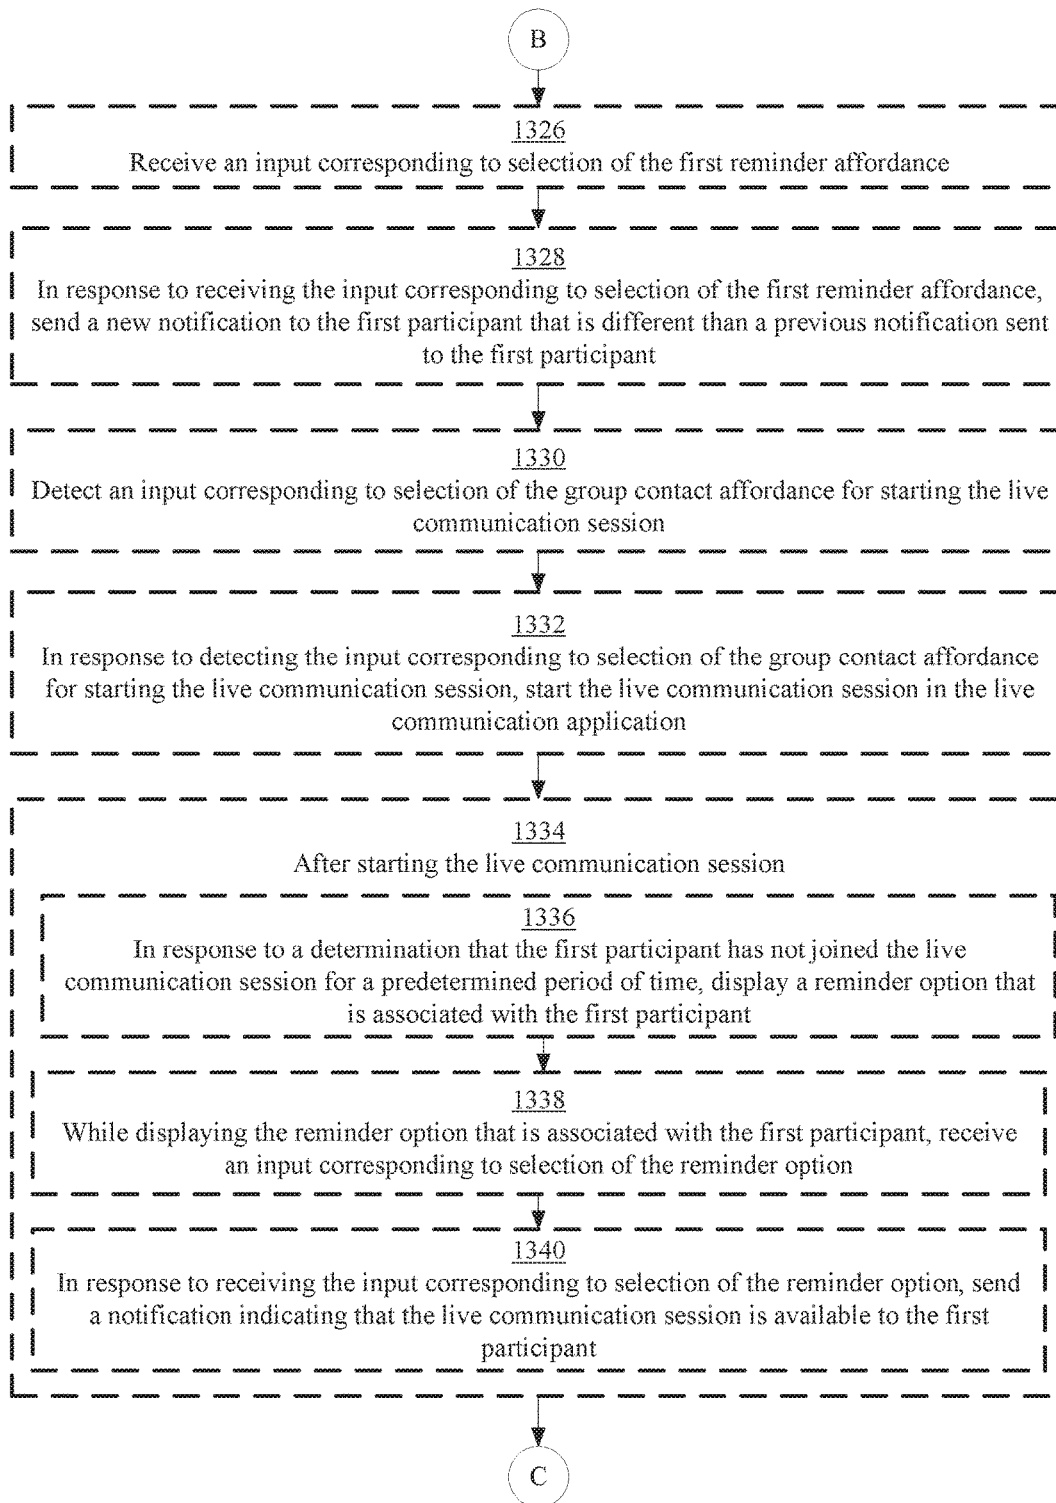 B
1326
Receive an input corresponding to selection of the first reminder affordance
1328
In response to receiving the input corresponding to selection of the first reminder affordance,
send a new notification to the first participant that is different than a previous notification sent
to the first participant
1330
Detect an input corresponding to selection of the group contact affordance for starting the live
communication session
1332
In response to detecting the input corresponding to selection of the group contact affordance
for starting the live communication session, start the live communication session in the live
communication application
1334
After starting the live communication session
1336
In response to a determination that the first participant has not joined the live
communication session for a predetermined period of time, display a reminder option that
is associated with the first participant
1338
While displaying the reminder option that is associated with the first participant, receive
an input corresponding to selection of the reminder option
1340
In response to receiving the input corresponding to selection of the reminder option, send
a notification indicating that the live communication session is available to the first
participant
C